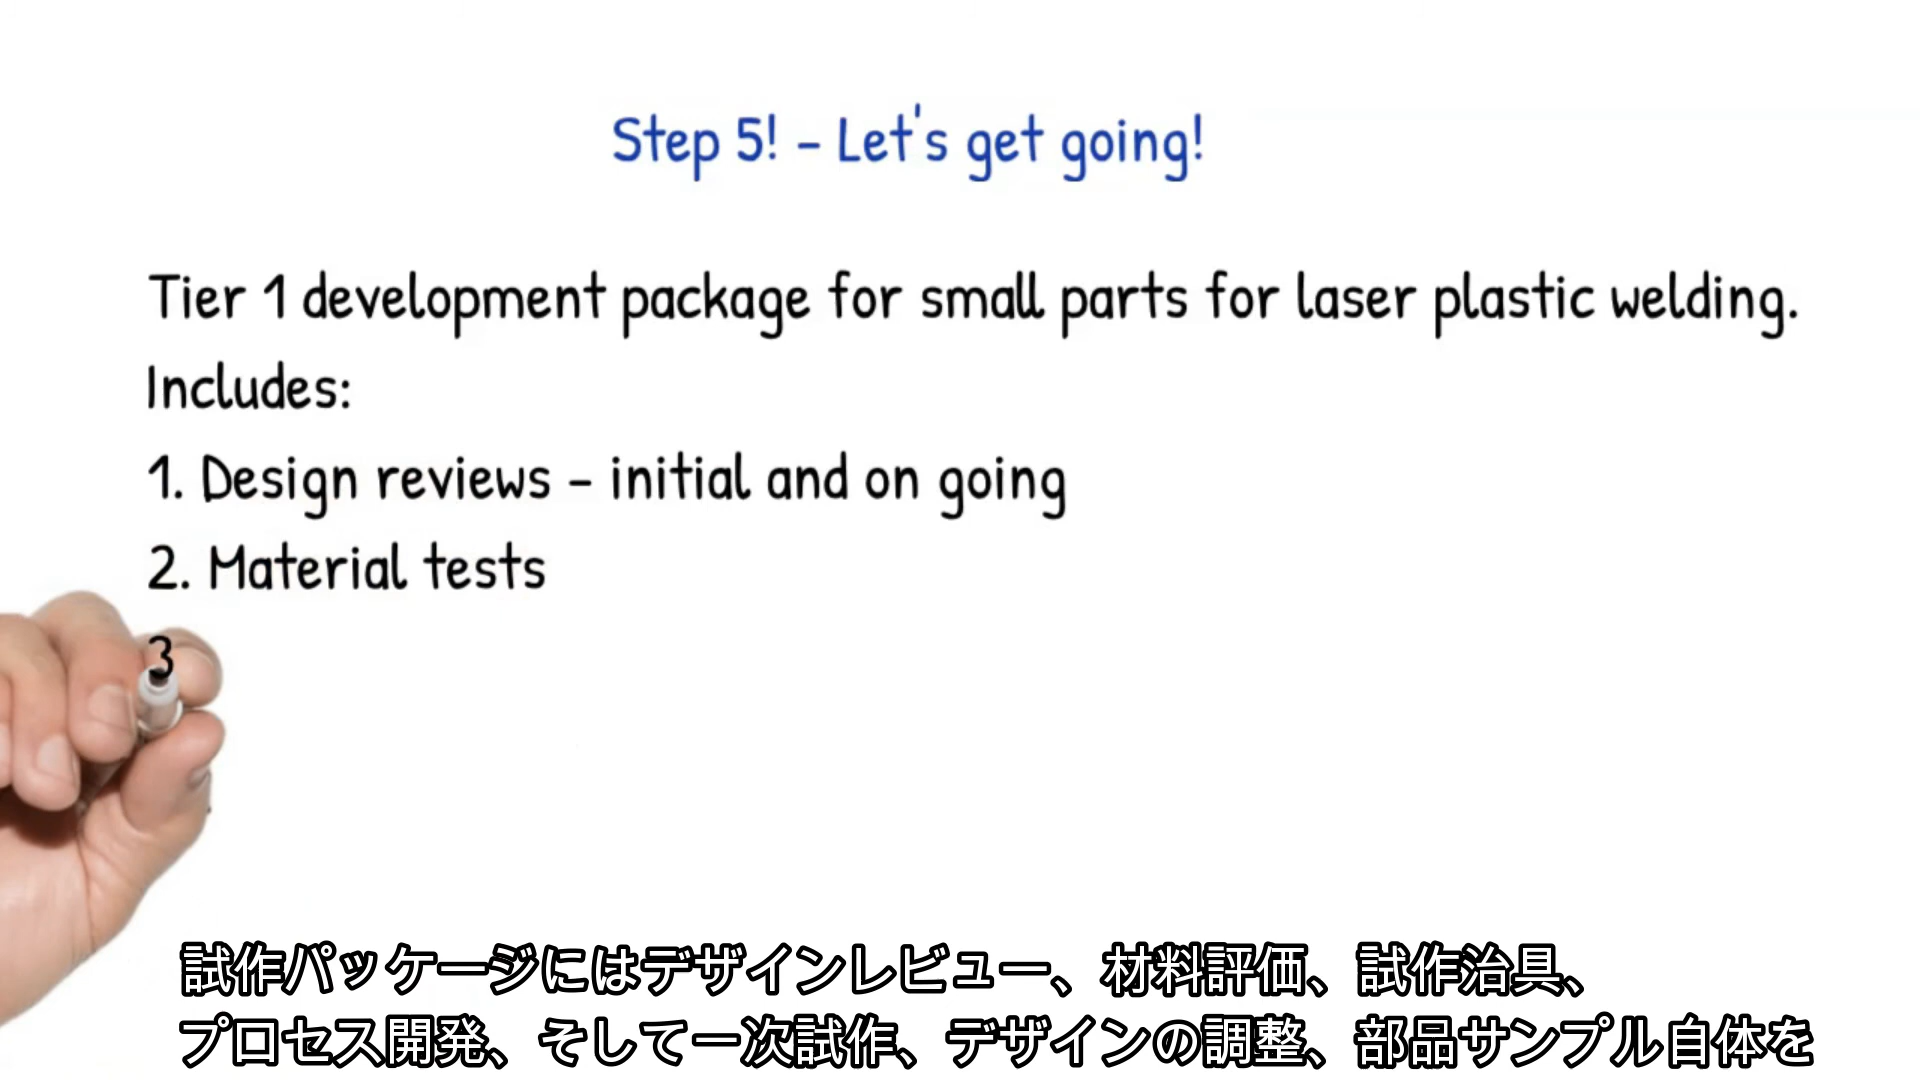 Step 5! - Let's get going!
Tier 1 development package for small parts for laser plastic welding.
Includes:
1. Design reviews - initial and on going
2. Material tests
3
試作パッケージにはデザインレビュー、材料評価、試作治具、
プロセス開発、そして一次試作、デザインの調整、部品サンプル自体を